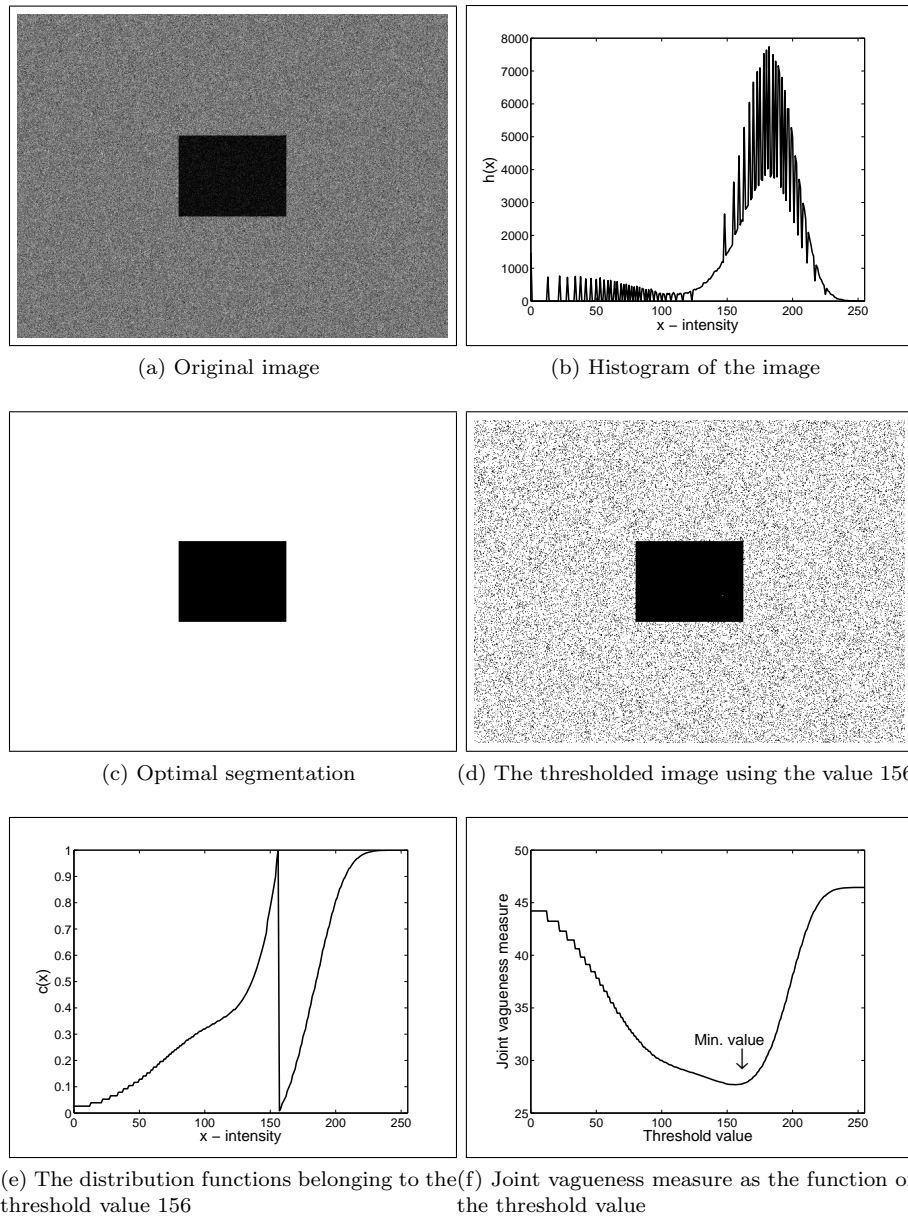 8000
7000
6000
5000
4000
3000
2000
1000
0
h(x)
0 50 100 150 200 250
x − intensity
(a) Original image
(b) Histogram of the image
(c) Optimal segmentation
(d) The thresholded image using the value 156
1
0.9
0.8
0.7
0.6
0.5
0.4
0.3
0.2
0.1
0
c(x)
0 50 100 150 200 250
x − intensity
50
45
40
35
30
25
Joint vagueness measure
Min. value
0 50 100 150 200 250
Threshold value
(e) The distribution functions belonging to the
threshold value 156
(f) Joint vagueness measure as the function of
the threshold value